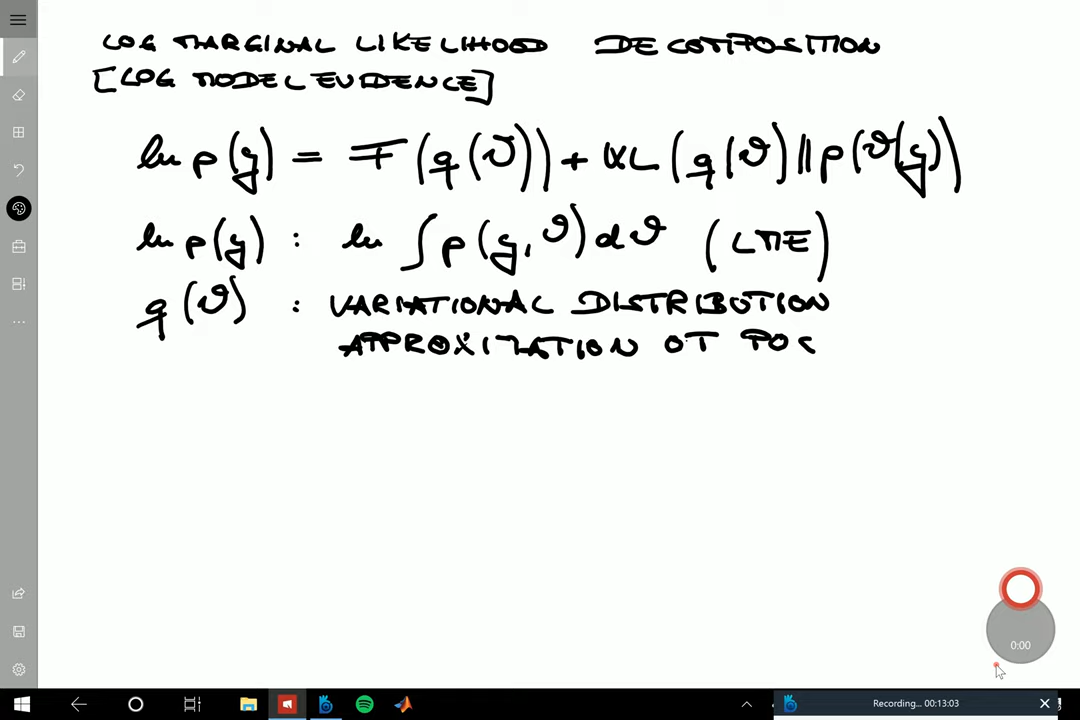 LOG MARGINAL LIKELIHOOD DECOMPOSITION
[LOG MODEL EVIDENCE]
ln p(y) = F(q(ϑ)) + KL(q(ϑ)||p(ϑ|y))
ln p(y) : ln ∫ p(y, ϑ) dϑ (LME)
q(ϑ) : VARIATIONAL DISTRIBUTION
APPROXIMATION OF POS
0:00
Recording... 00:13:03